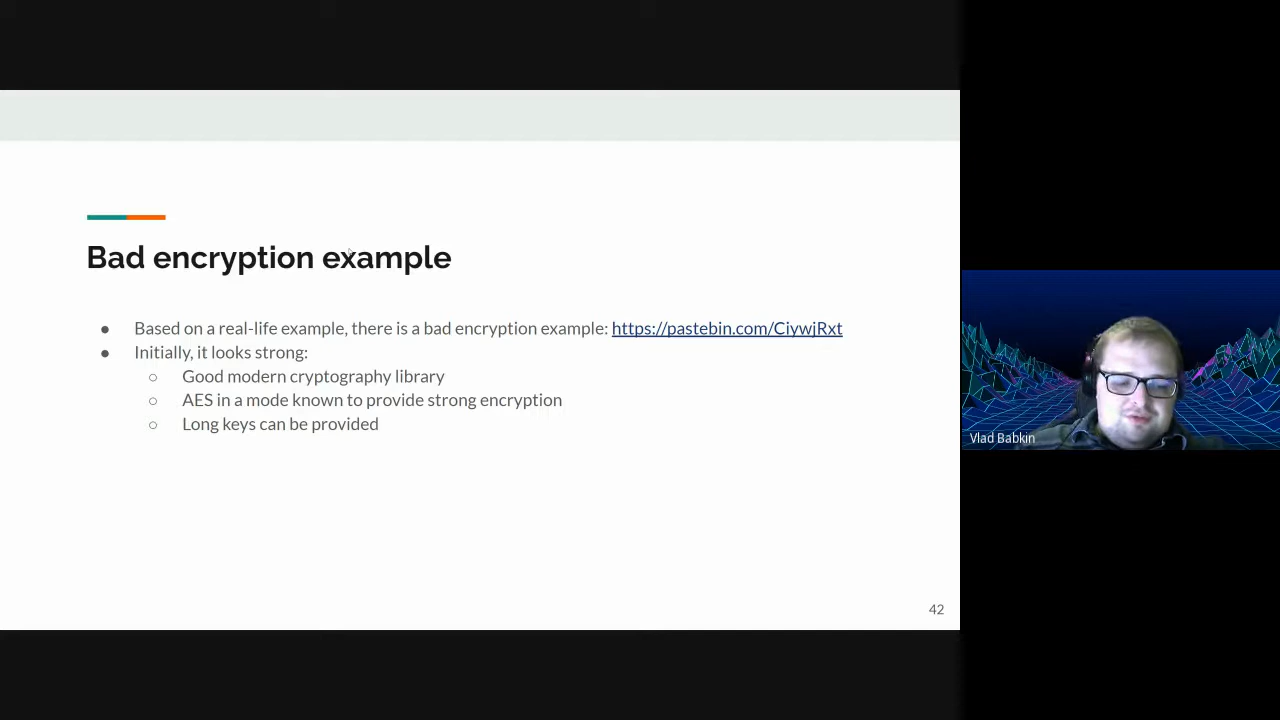 Bad encryption example
● Based on a real-life example, there is a bad encryption example: https://pastebin.com/CiywjRxt
● Initially, it looks strong:
○ Good modern cryptography library
○ AES in a mode known to provide strong encryption
○ Long keys can be provided
Vlad Babkin
42